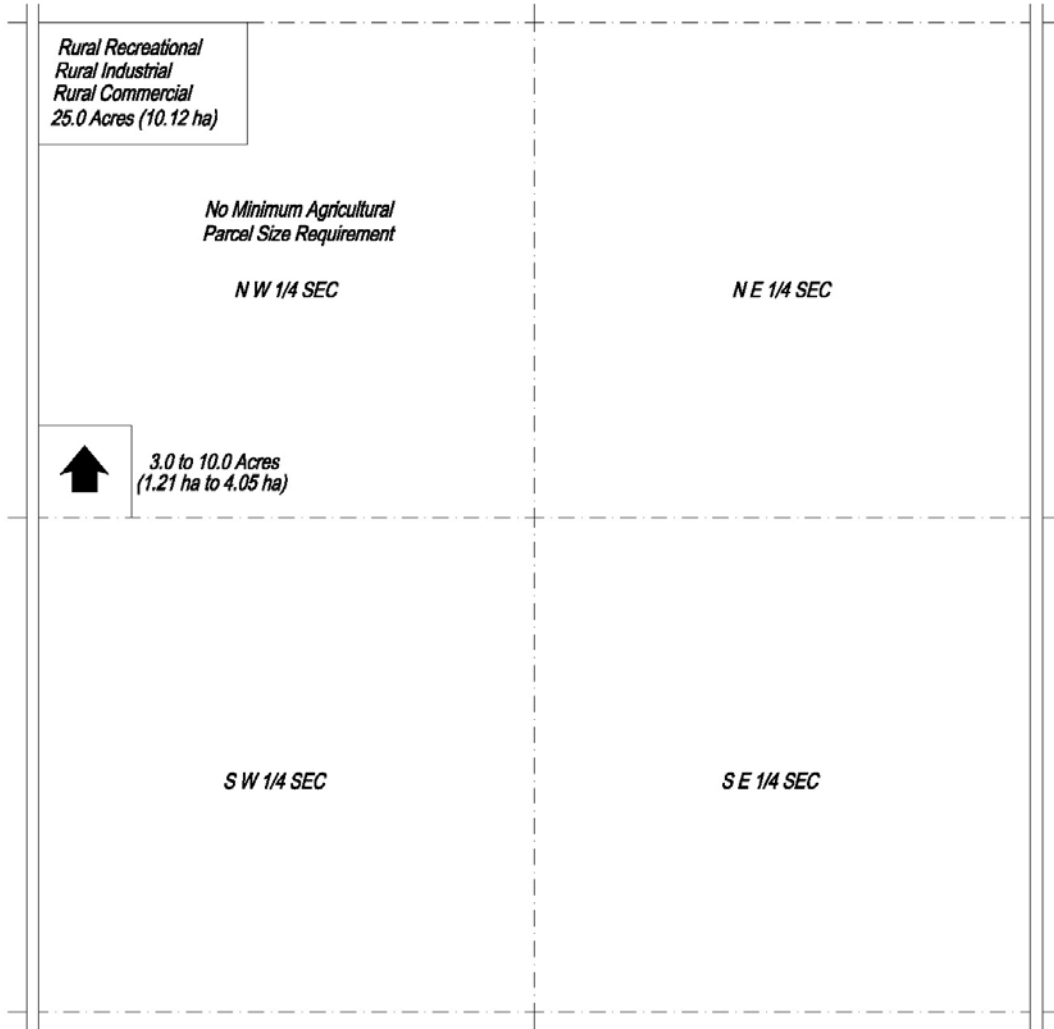 Rural Recreational
Rural Industrial
Rural Commercial
25.0 Acres (10.12 ha)
No Minimum Agricultural
Parcel Size Requirement
N W 1/4 SEC
N E 1/4 SEC
3.0 to 10.0 Acres
(1.21 ha to 4.05 ha)
S W 1/4 SEC
S E 1/4 SEC